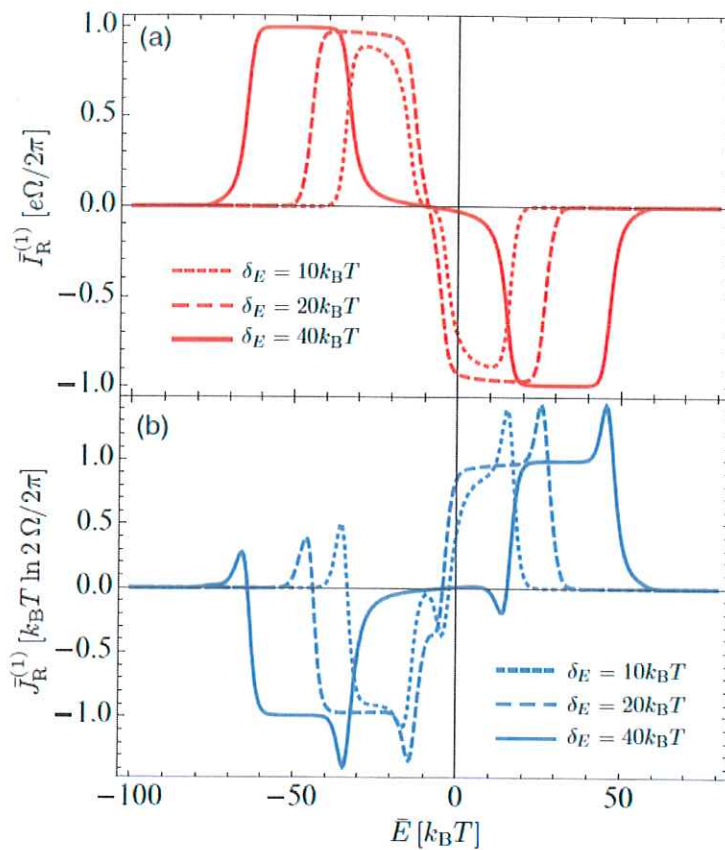 (a)
1.0
0.5
0.0
−0.5
−1.0
Ī_R^(1) [eΩ/2π]
δ_E = 10k_BT
δ_E = 20k_BT
δ_E = 40k_BT
(b)
1.0
0.5
0.0
−0.5
−1.0
J̄_R^(1) [k_BT ln 2 Ω/2π]
δ_E = 10k_BT
δ_E = 20k_BT
δ_E = 40k_BT
−100 −50 0 50
Ē [k_BT]